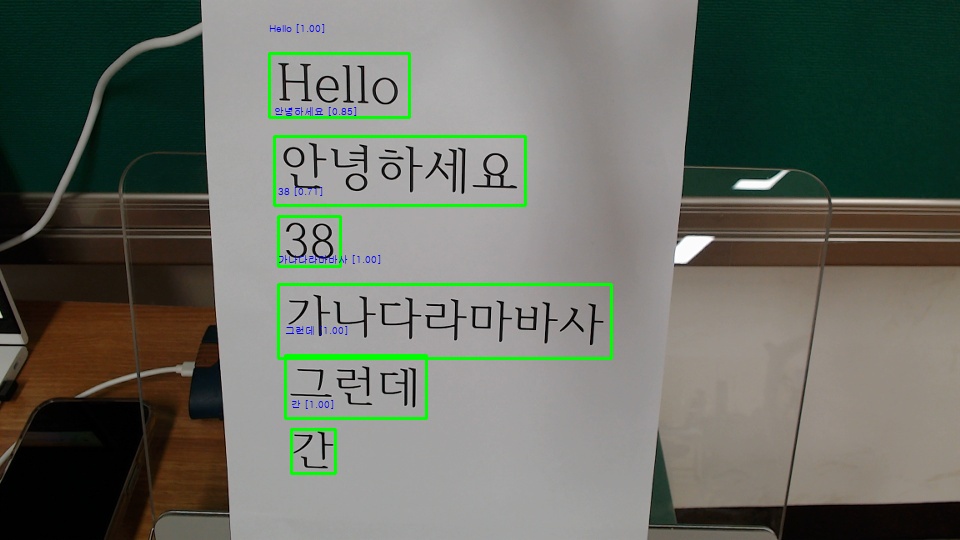 Hello [1.00]
Hello
안녕하세요 [0.85]
안녕하세요
38 [0.71]
38
가나다라마바사 [1.00]
가나다라마바사
그런데 [1.00]
그런데
간 [1.00]
간